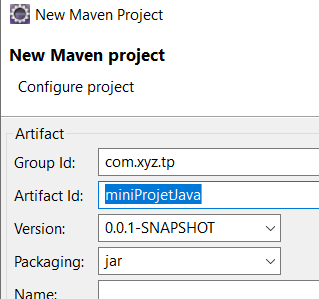 New Maven Project
New Maven project
Configure project
Artifact
Group Id: com.xyz.tp
Artifact Id: miniProjetJava
Version: 0.0.1-SNAPSHOT
Packaging: jar
Name: